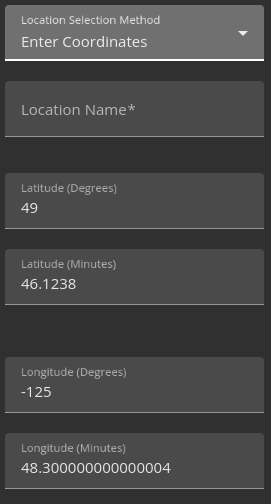 Location Selection Method
Enter Coordinates
Location Name*
Latitude (Degrees)
49
Latitude (Minutes)
46.1238
Longitude (Degrees)
-125
Longitude (Minutes)
48.300000000000004